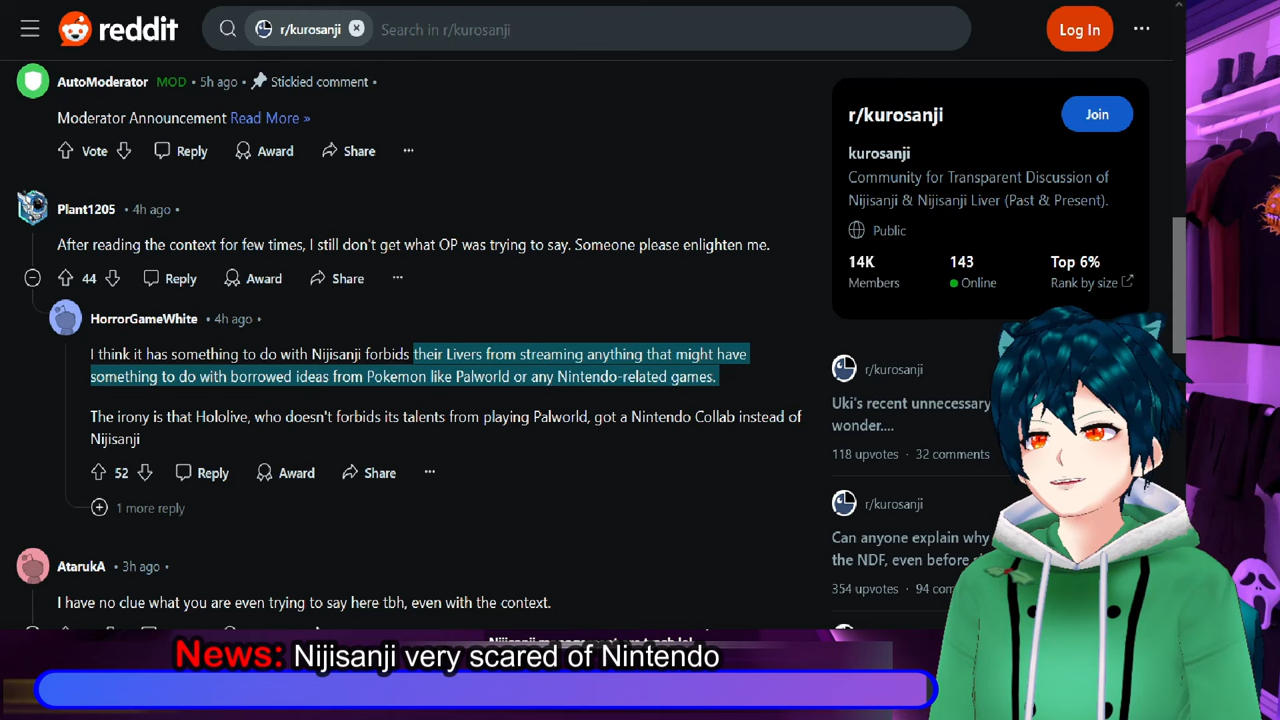 reddit
r/kurosanji
Search in r/kurosanji
Log In
AutoModerator MOD • 5h ago • Stickied comment •
Moderator Announcement Read More »
Vote Reply Award Share
Plant1205 • 4h ago •
After reading the context for few times, I still don't get what OP was trying to say. Someone please enlighten me.
44 Reply Award Share
HorrorGameWhite • 4h ago •
I think it has something to do with Nijisanji forbids their Livers from streaming anything that might have
something to do with borrowed ideas from Pokemon like Palworld or any Nintendo-related games.
The irony is that Hololive, who doesn't forbids its talents from playing Palworld, got a Nintendo Collab instead of
Nijisanji
52 Reply Award Share
1 more reply
AtarukA • 3h ago •
I have no clue what you are even trying to say here tbh, even with the context.
r/kurosanji
Join
kurosanji
Community for Transparent Discussion of
Nijisanji & Nijisanji Liver (Past & Present).
Public
14K 143 Top 6%
Members Online Rank by size
r/kurosanji
Uki's recent unnecessary
wonder....
118 upvotes • 32 comments
r/kurosanji
Can anyone explain why
the NDF, even before
354 upvotes • 94
News: Nijisanji very scared of Nintendo